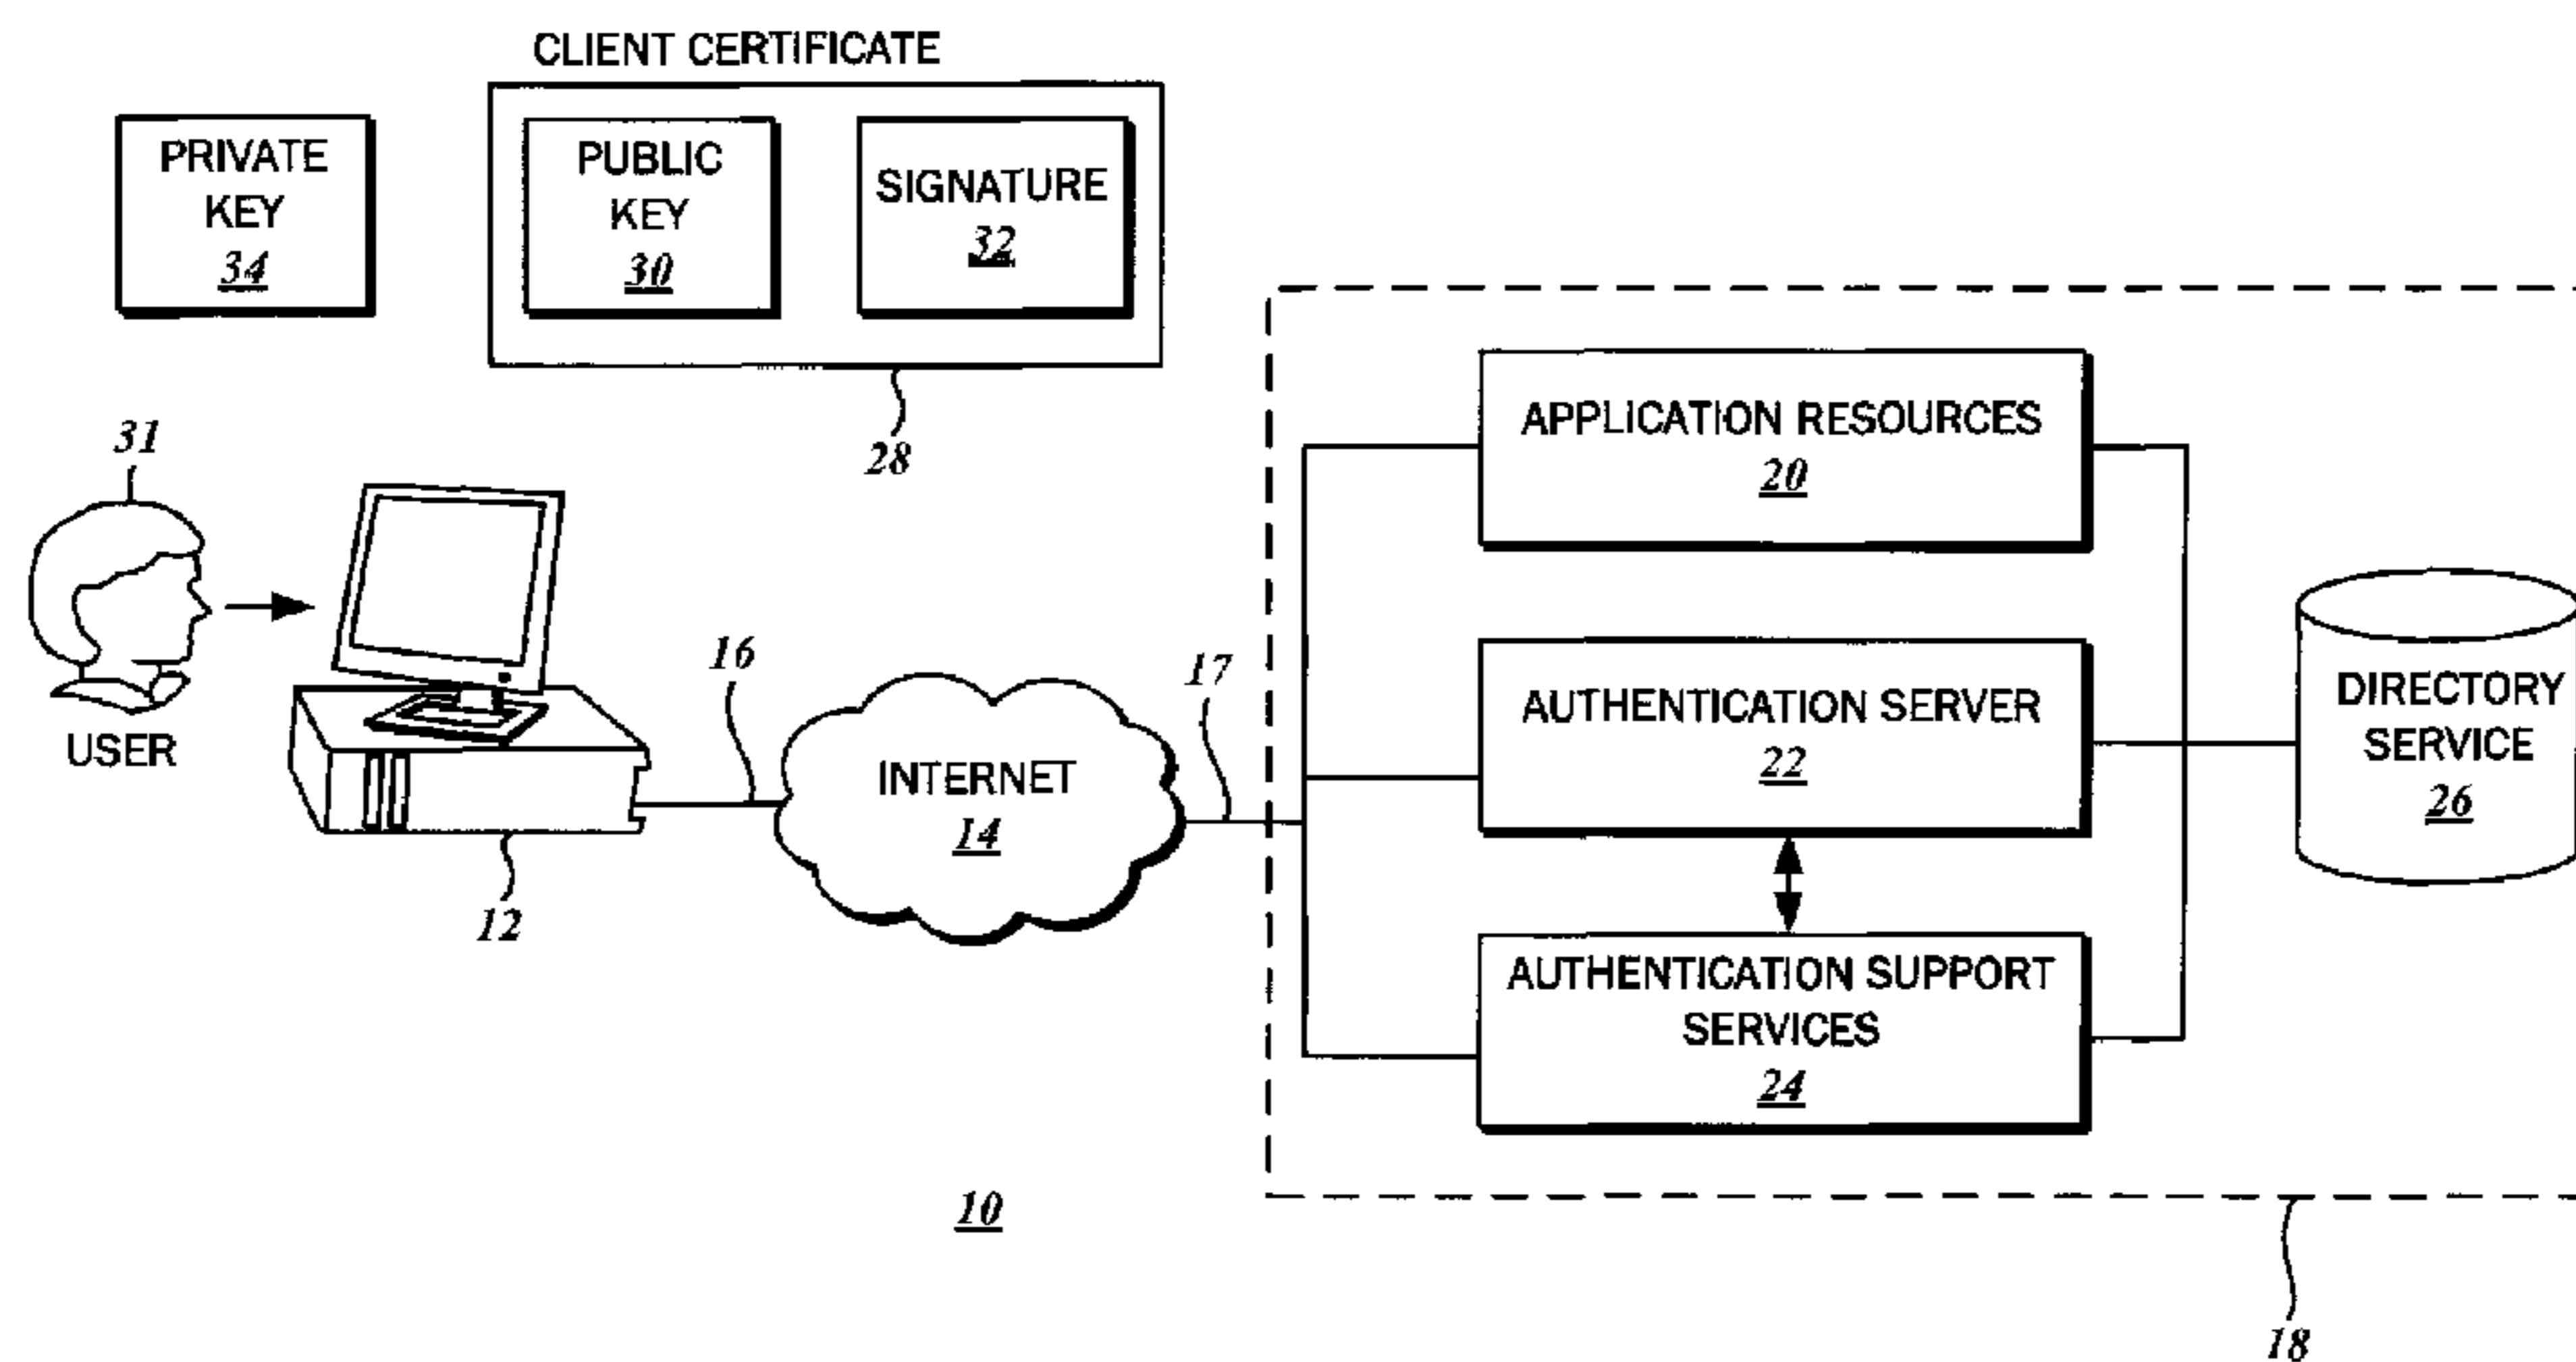 CLIENT CERTIFICATE
PRIVATE
KEY
34
PUBLIC
KEY
30
SIGNATURE
32
28
31
USER
12
16
INTERNET
14
17
APPLICATION RESOURCES
20
AUTHENTICATION SERVER
22
AUTHENTICATION SUPPORT
SERVICES
24
DIRECTORY
SERVICE
26
10
18